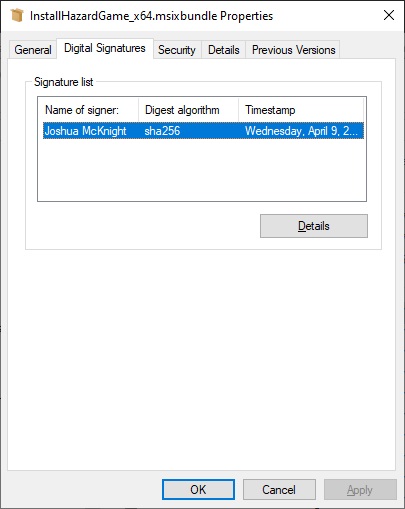 InstallHazardGame_x64.msixbundle Properties
General Digital Signatures Security Details Previous Versions
Signature list
Name of signer: Digest algorithm Timestamp
Joshua McKnight sha256 Wednesday, April 9, 2...
Details
OK Cancel Apply